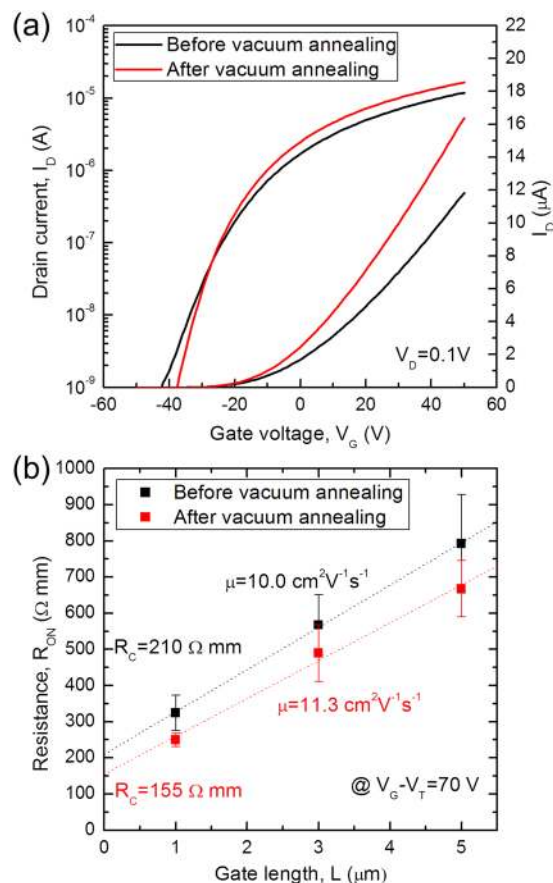 (a)
Before vacuum annealing
After vacuum annealing
Drain current, I_D (A)
10⁻⁴
10⁻⁵
10⁻⁶
10⁻⁷
10⁻⁸
10⁻⁹
22
20
18
16
14
12
10
8
6
4
2
0
I_D (μA)
V_D=0.1V
-60 -40 -20 0 20 40 60
Gate voltage, V_G (V)
(b)
Before vacuum annealing
After vacuum annealing
Resistance, R_ON (Ω mm)
1000
900
800
700
600
500
400
300
200
100
0
μ=10.0 cm²V⁻¹s⁻¹
R_C=210 Ω mm
μ=11.3 cm²V⁻¹s⁻¹
R_C=155 Ω mm
@ V_G-V_T=70 V
0 1 2 3 4 5
Gate length, L (μm)